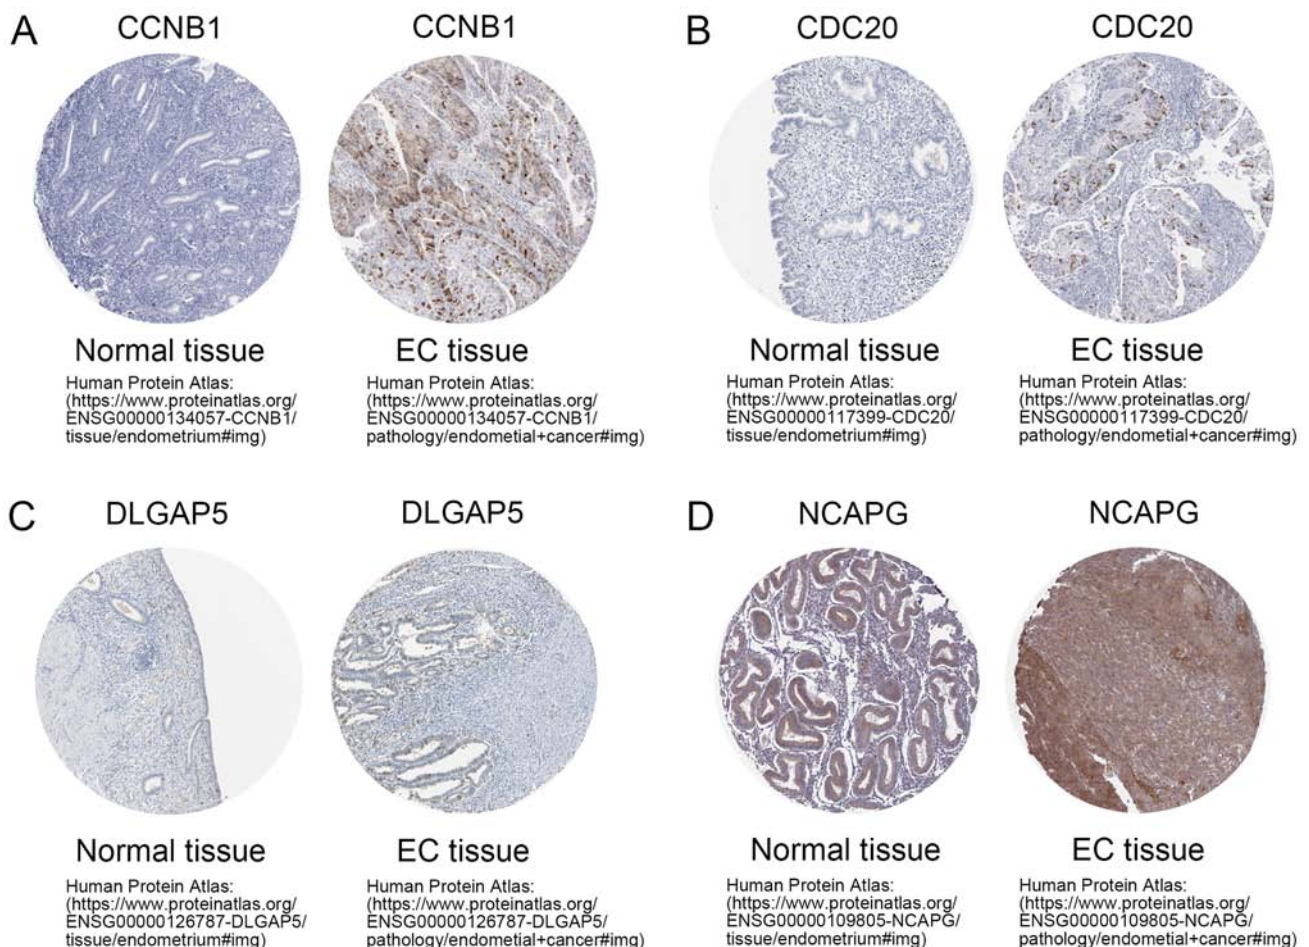 A
CCNB1
CCNB1
Normal tissue
Human Protein Atlas:
(https://www.proteinatlas.org/
ENSG00000134057-CCNB1/
tissue/endometrium#img)
EC tissue
Human Protein Atlas:
(https://www.proteinatlas.org/
ENSG00000134057-CCNB1/
pathology/endometial+cancer#img)
B
CDC20
CDC20
Normal tissue
Human Protein Atlas:
(https://www.proteinatlas.org/
ENSG00000117399-CDC20/
tissue/endometrium#img)
EC tissue
Human Protein Atlas:
(https://www.proteinatlas.org/
ENSG00000117399-CDC20/
pathology/endometial+cancer#img)
C
DLGAP5
DLGAP5
Normal tissue
Human Protein Atlas:
(https://www.proteinatlas.org/
ENSG00000126787-DLGAP5/
tissue/endometrium#img)
EC tissue
Human Protein Atlas:
(https://www.proteinatlas.org/
ENSG00000126787-DLGAP5/
pathology/endometial+cancer#img)
D
NCAPG
NCAPG
Normal tissue
Human Protein Atlas:
(https://www.proteinatlas.org/
ENSG00000109805-NCAPG/
tissue/endometrium#img)
EC tissue
Human Protein Atlas:
(https://www.proteinatlas.org/
ENSG00000109805-NCAPG/
pathology/endometial+cancer#img)